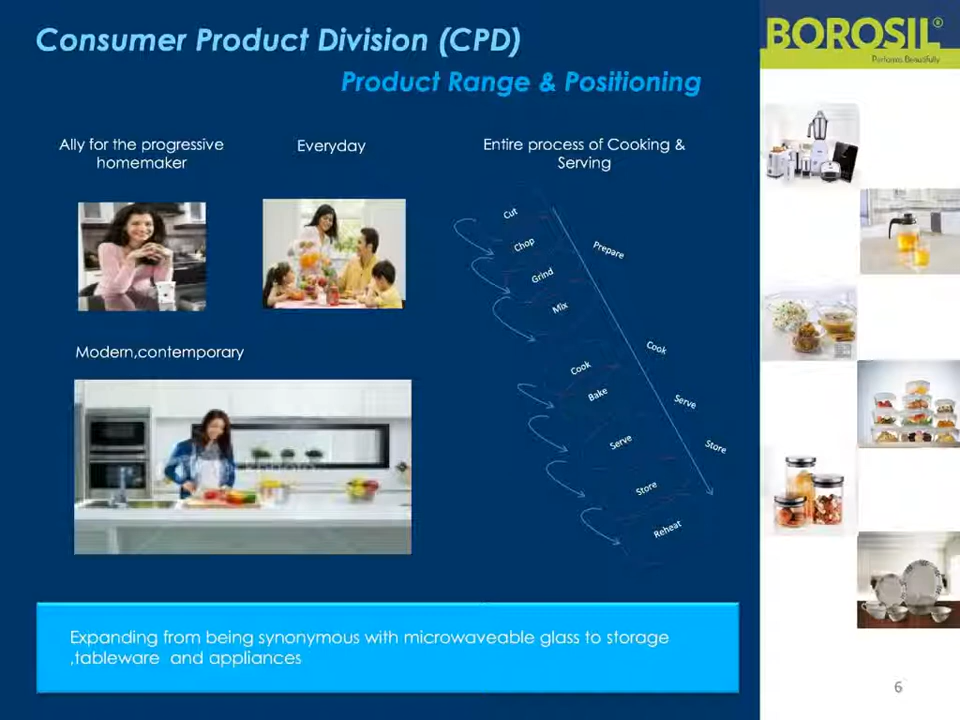 Consumer Product Division (CPD)
Product Range & Positioning
BOROSIL®
Performs Beautifully
Ally for the progressive
homemaker
Everyday
Entire process of Cooking &
Serving
Cut
Chop
Grind
Mix
Cook
Bake
Serve
Store
Reheat
Prepare
Cook
Serve
Store
Modern,contemporary
Expanding from being synonymous with microwaveable glass to storage
,tableware and appliances
6